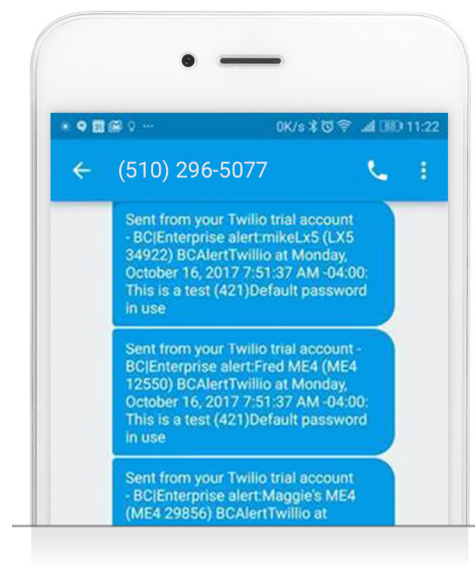 0K/s 11:22
(510) 296-5077
Sent from your Twilio trial account
- BC|Enterprise alert:mikeLx5 (LX5
34922) BCAlertTwillio at Monday,
October 16, 2017 7:51:37 AM -04:00:
This is a test (421)Default password
in use
Sent from your Twilio trial account -
BC|Enterprise alert:Fred ME4 (ME4
12550) BCAlertTwillio at Monday,
October 16, 2017 7:51:37 AM -04:00:
This is a test (421)Default password
in use
Sent from your Twilio trial account
- BC|Enterprise alert:Maggie's ME4
(ME4 29856) BCAlertTwillio at